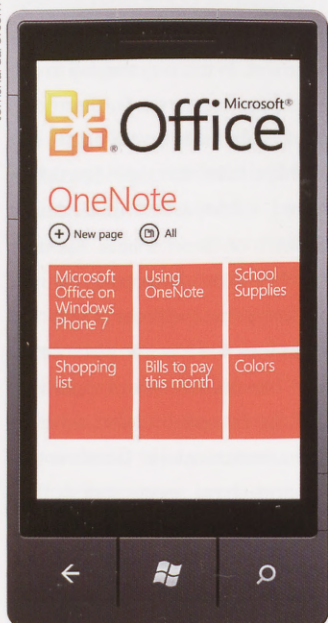 Microsoft®
Office
OneNote
New page All
Microsoft
Office on
Windows
Phone 7
Using
OneNote
School
Supplies
Shopping
list
Bills to pay
this month
Colors